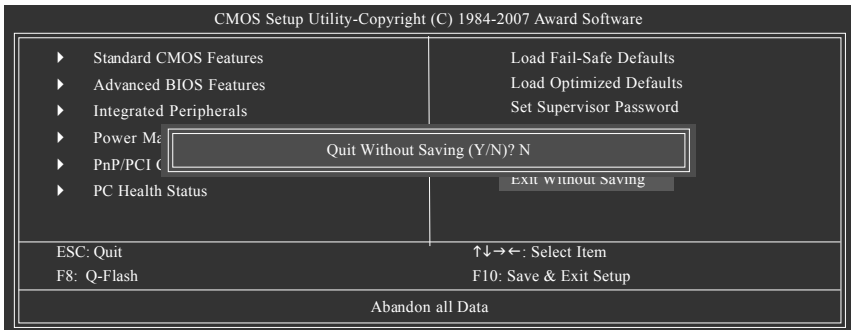 CMOS Setup Utility-Copyright (C) 1984-2007 Award Software
Standard CMOS Features
Advanced BIOS Features
Integrated Peripherals
Power
PnP/PCI
PC Health Status
Load Fail-Safe Defaults
Load Optimized Defaults
Set Supervisor Password
Exit Without Saving
Quit Without Saving (Y/N)? N
ESC: Quit
↑↓→←: Select Item
F8: Q-Flash
F10: Save & Exit Setup
Abandon all Data